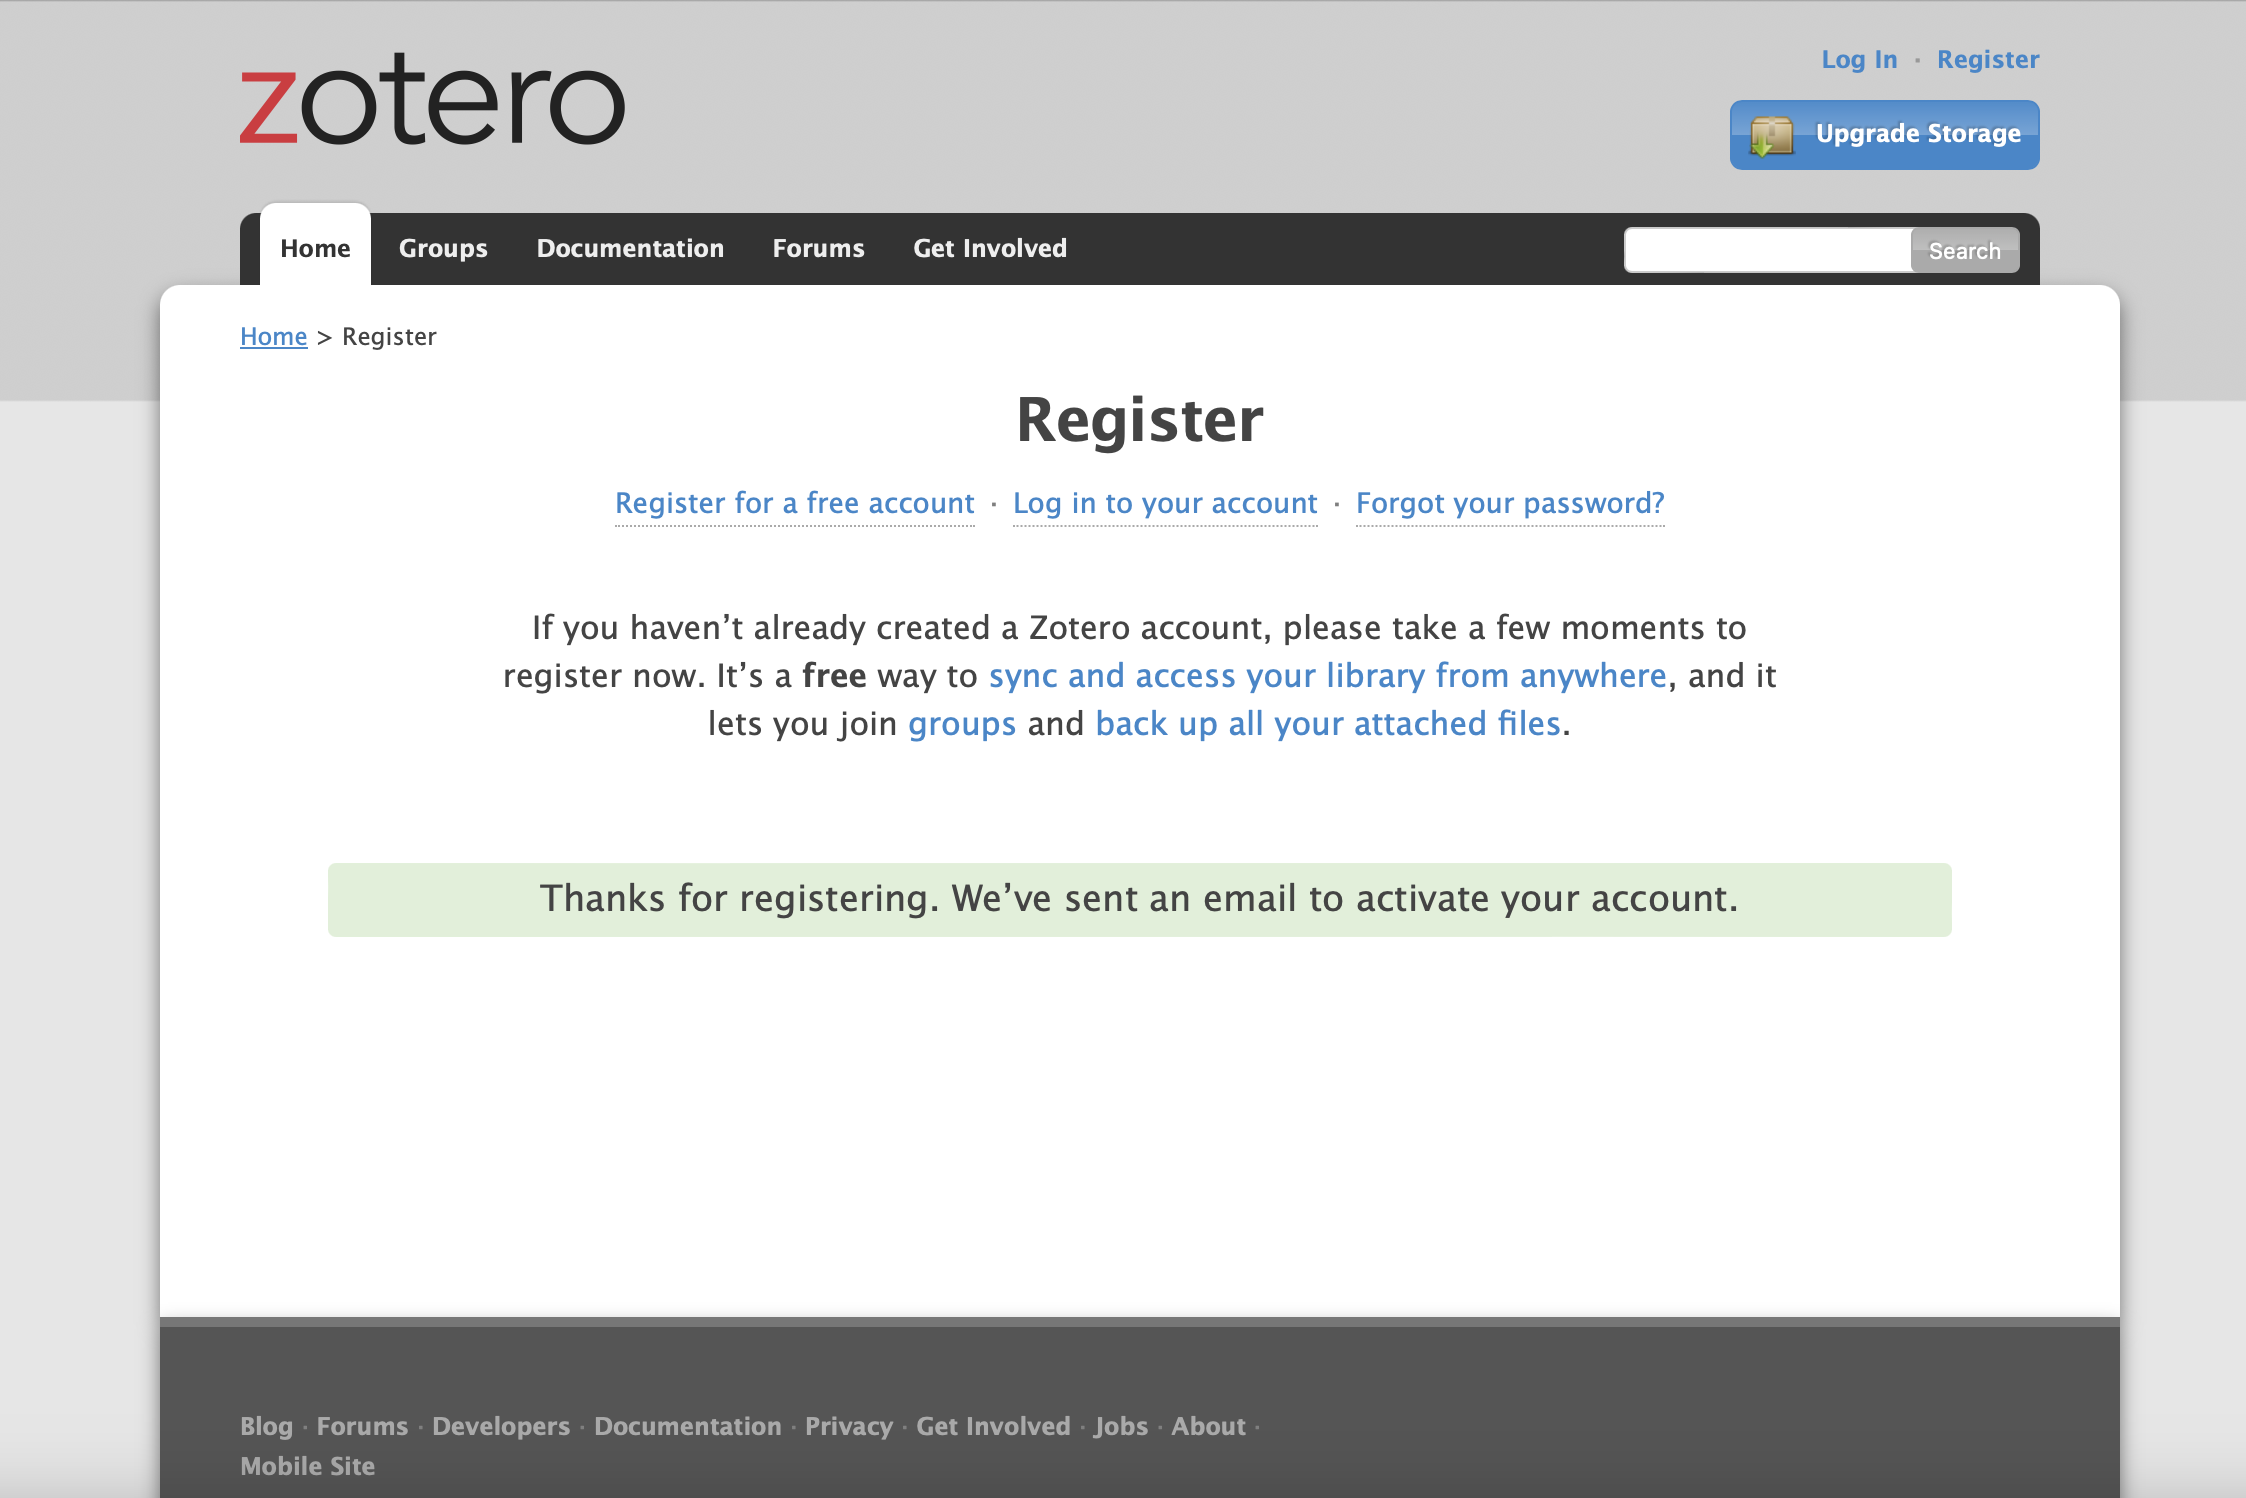 zotero
Log In · Register
Upgrade Storage
Home Groups Documentation Forums Get Involved Search
Home > Register
Register
Register for a free account · Log in to your account · Forgot your password?
If you haven’t already created a Zotero account, please take a few moments to
register now. It’s a free way to sync and access your library from anywhere, and it
lets you join groups and back up all your attached files.
Thanks for registering. We’ve sent an email to activate your account.
Blog · Forums · Developers · Documentation · Privacy · Get Involved · Jobs · About ·
Mobile Site